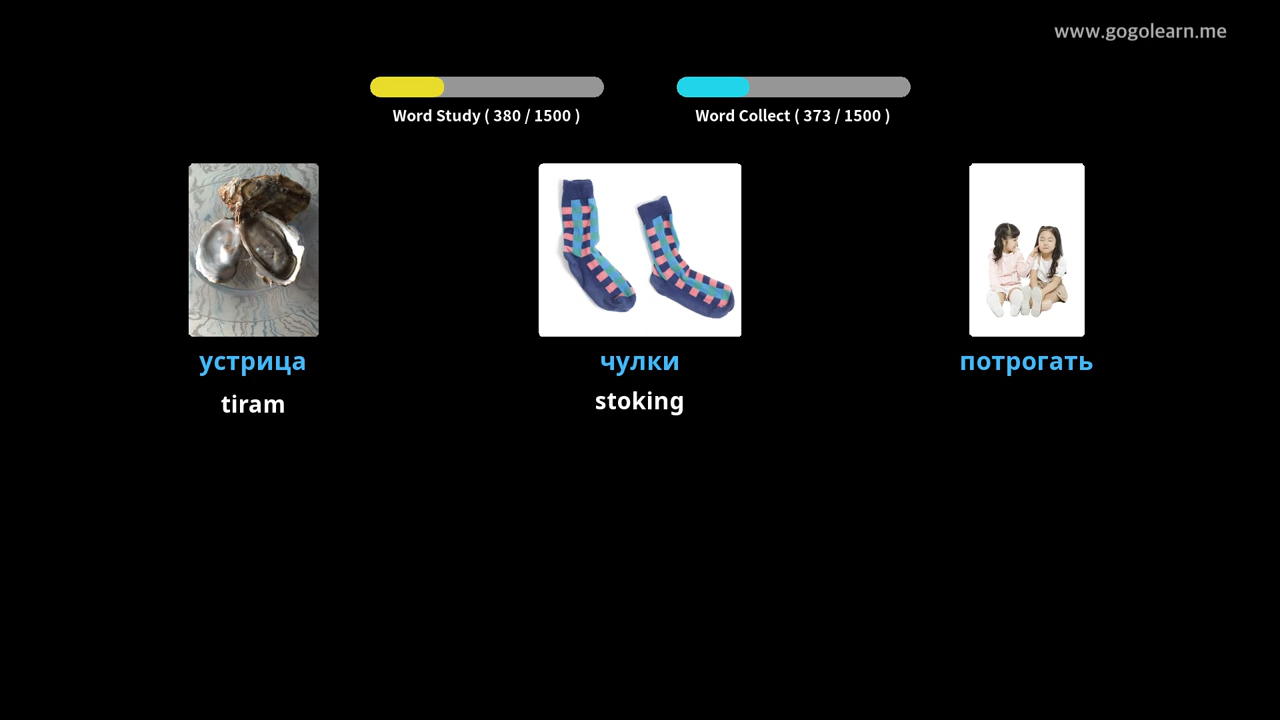 www.gogolearn.me
Word Study ( 380 / 1500 )
Word Collect ( 373 / 1500 )
устрица
чулки
потрогать
tiram
stoking